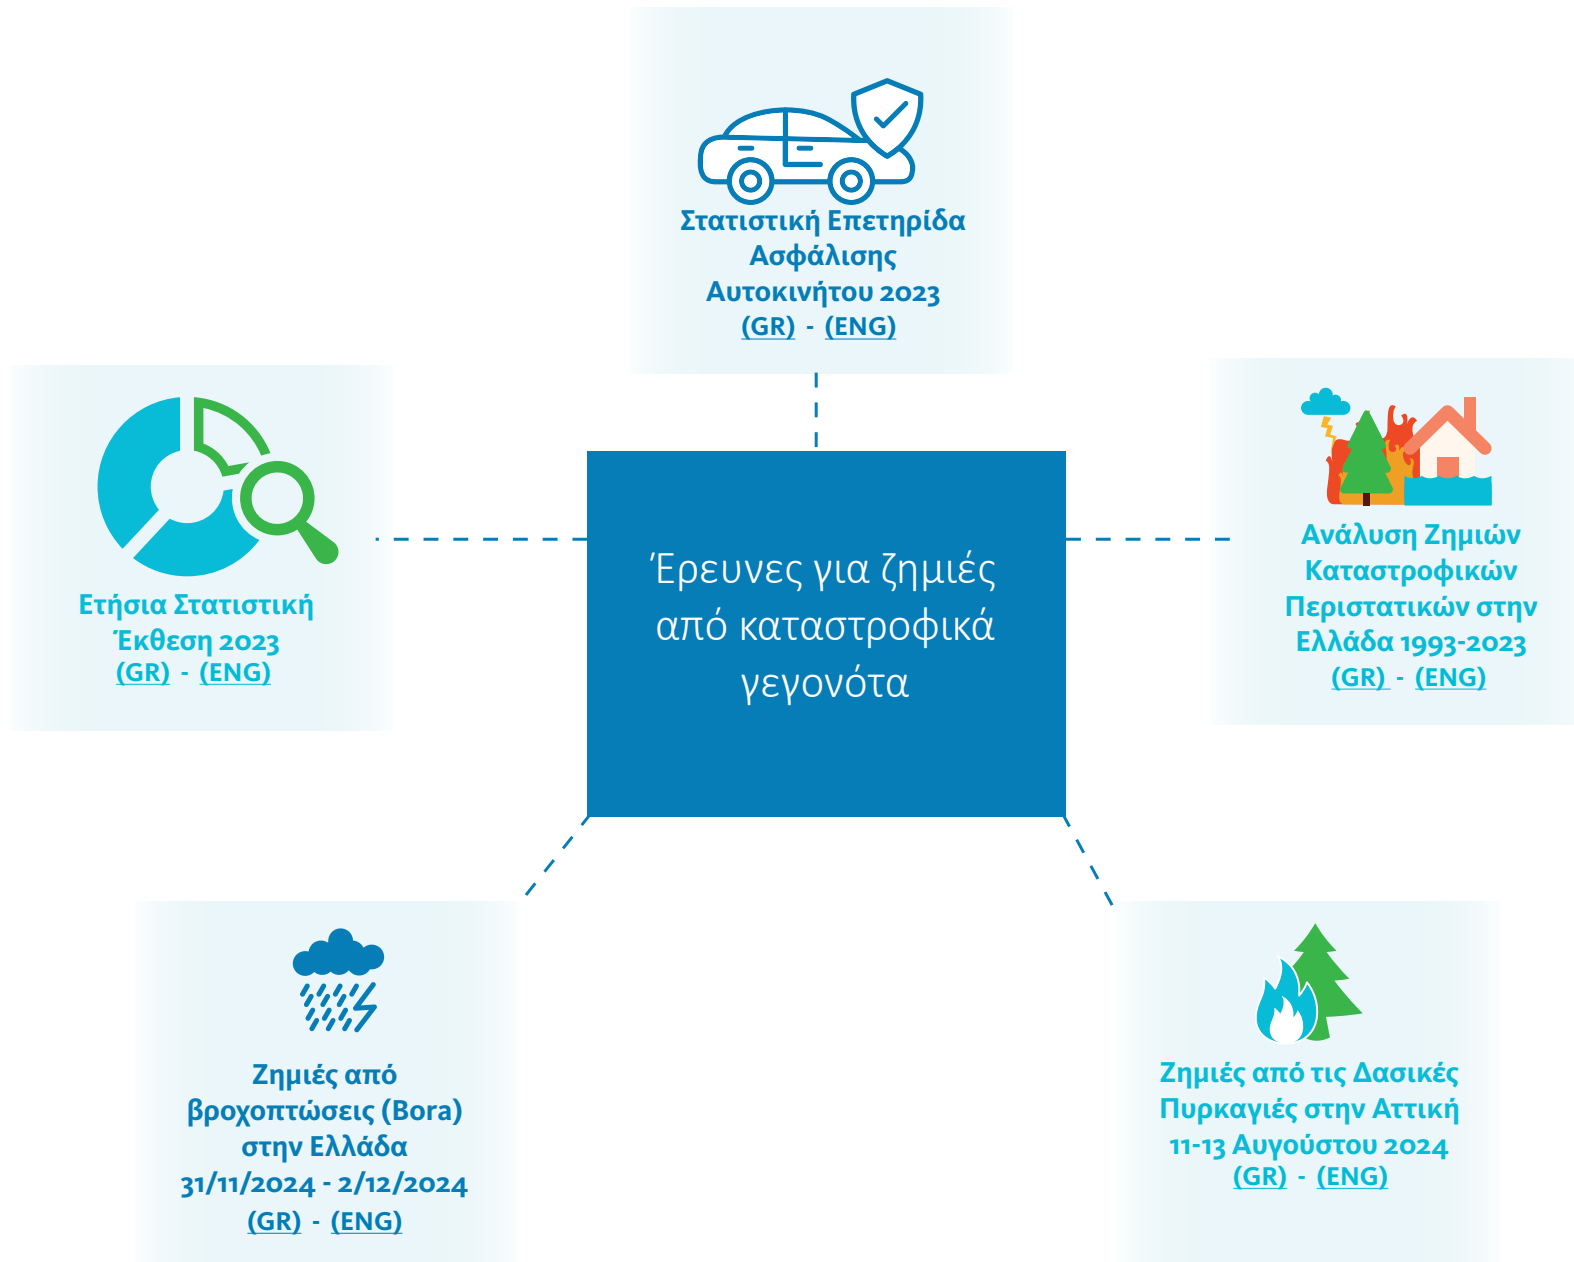 Στατιστική Επετηρίδα
Ασφάλισης
Αυτοκινήτου 2023
(GR) - (ENG)
Ετήσια Στατιστική
Έκθεση 2023
(GR) - (ENG)
Έρευνες για ζημιές
από καταστροφικά
γεγονότα
Ανάλυση Ζημιών
Καταστροφικών
Περιστατικών στην
Ελλάδα 1993-2023
(GR) - (ENG)
Ζημιές από
βροχοπτώσεις (Bora)
στην Ελλάδα
31/11/2024 - 2/12/2024
(GR) - (ENG)
Ζημιές από τις Δασικές
Πυρκαγιές στην Αττική
11-13 Αυγούστου 2024
(GR) - (ENG)